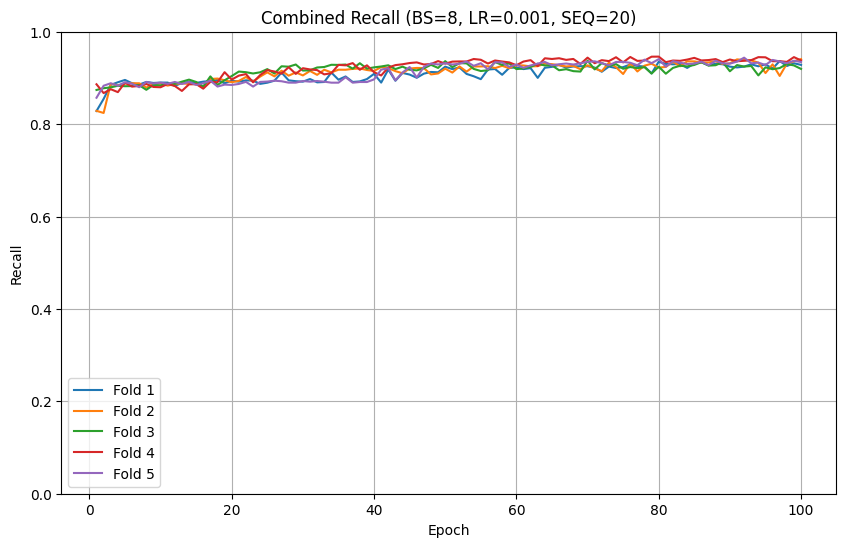 Combined Recall (BS=8, LR=0.001, SEQ=20)
1.0
0.8
0.6
0.4
0.2
0.0
Recall
Fold 1
Fold 2
Fold 3
Fold 4
Fold 5
0 20 40 60 80 100
Epoch